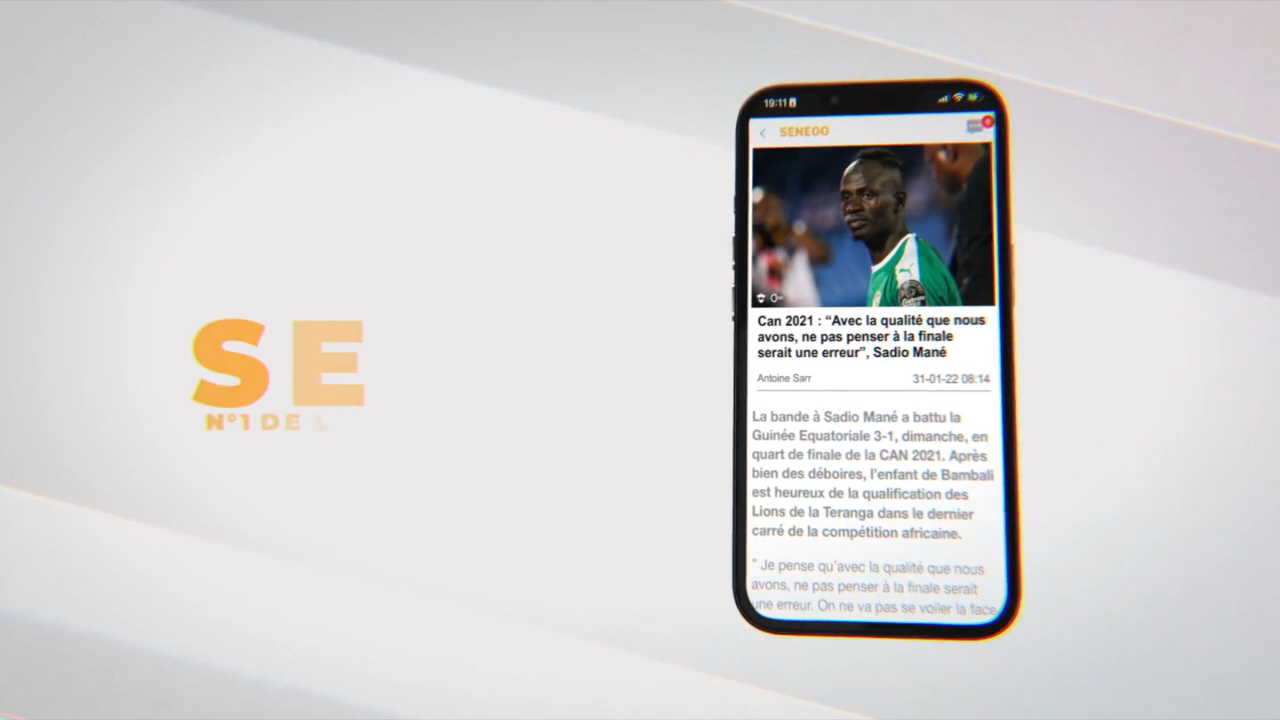 SE
N°1 DE L
19:11
SENEGO
Can 2021 : “Avec la qualité que nous
avons, ne pas penser à la finale
serait une erreur”, Sadio Mané
Antoine Sarr 31-01-22 08:14
La bande à Sadio Mané a battu la
Guinée Equatoriale 3-1, dimanche, en
quart de finale de la CAN 2021. Après
bien des déboires, l’enfant de Bambali
est heureux de la qualification des
Lions de la Teranga dans le dernier
carré de la compétition africaine.
" Je pense qu’avec la qualité que nous
avons, ne pas penser à la finale serait
une erreur. On ne va pas se voiler la face